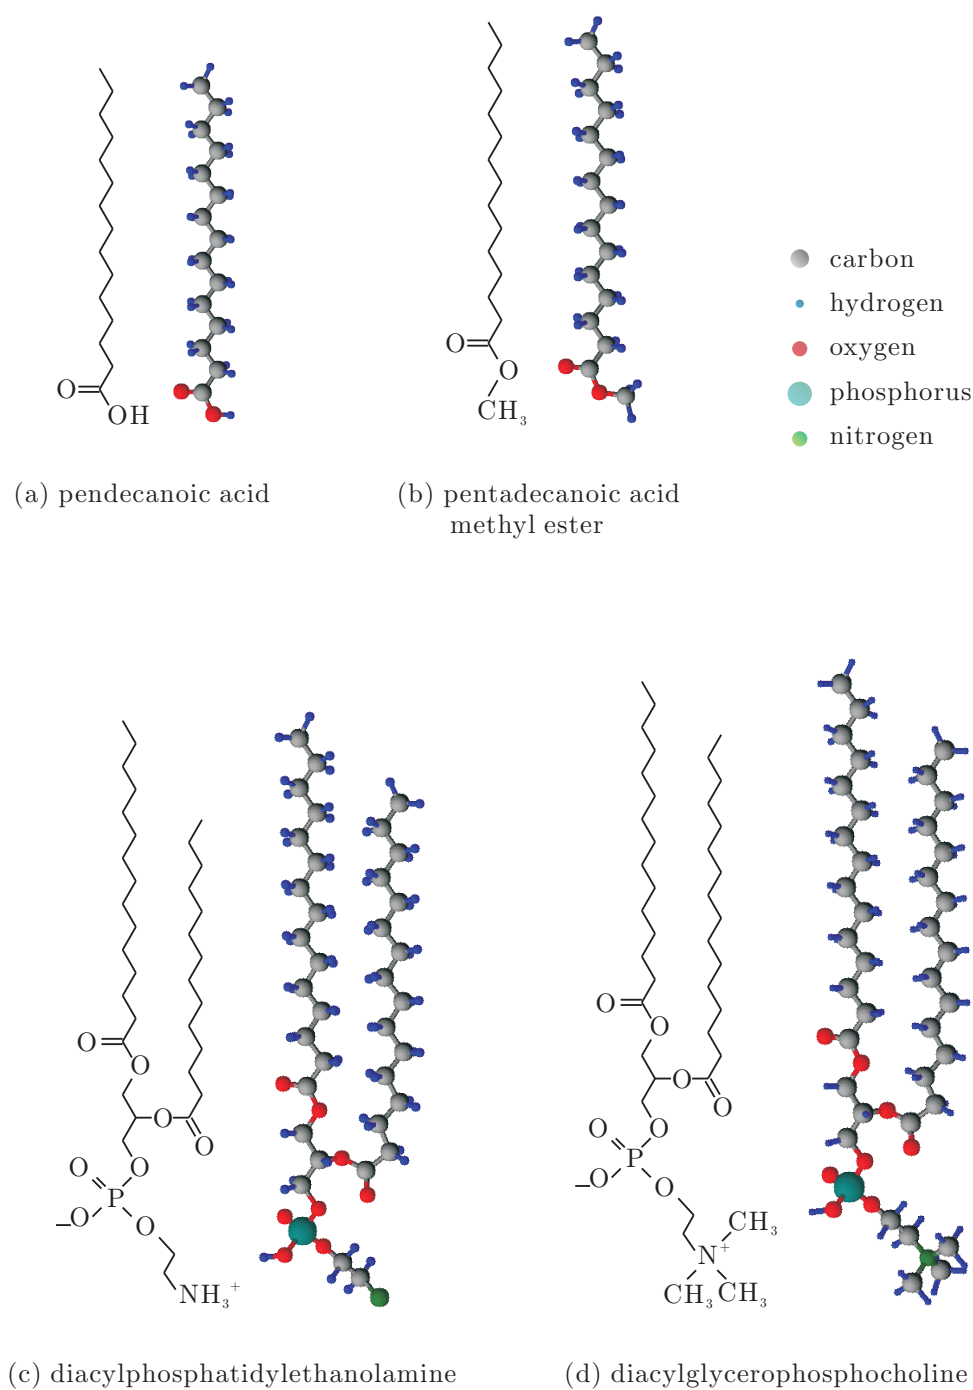 O
OH
O
O
CH₃
carbon
hydrogen
oxygen
phosphorus
nitrogen
(a) pendecanoic acid
(b) pentadecanoic acid
methyl ester
O
O
O
O
O
O
P
−O
O
NH₃⁺
O
O
O
O
O
O
P
−O
O
CH₃
N⁺
CH₃
CH₃
(c) diacylphosphatidylethanolamine
(d) diacylglycerophosphocholine